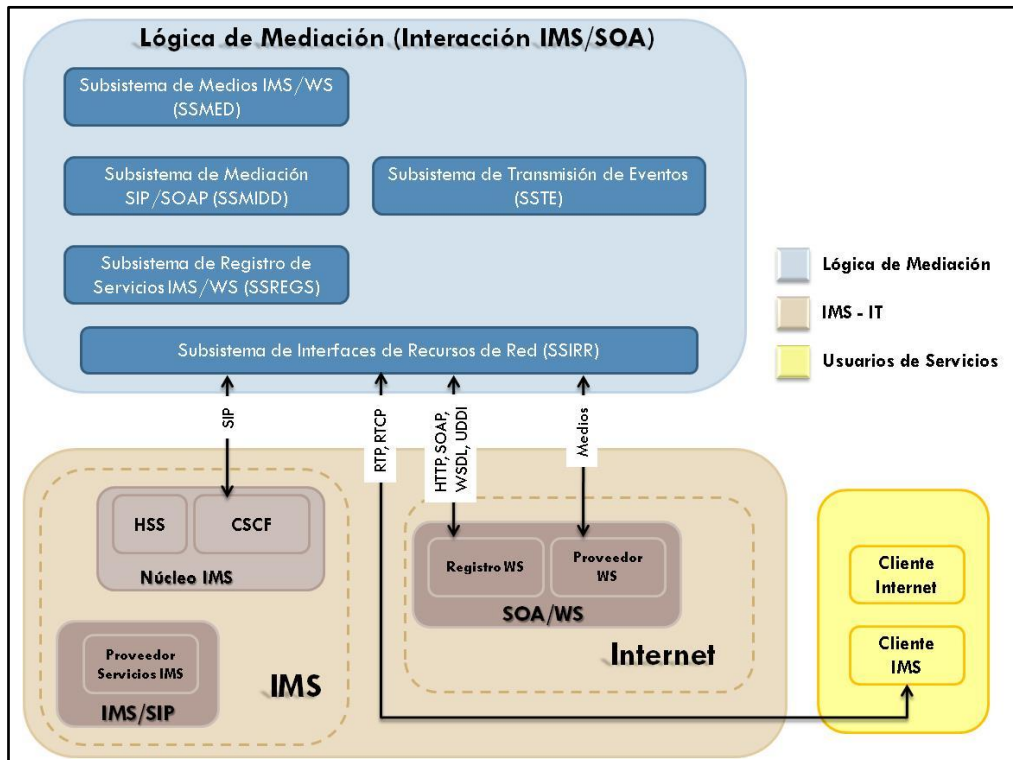 Lógica de Mediación (Interacción IMS/SOA)
Subsistema de Medios IMS/WS
(SSMED)
Subsistema de Mediación
SIP/SOAP (SSMIDD)
Subsistema de Transmisión de Eventos
(SSTE)
Subsistema de Registro de
Servicios IMS/WS (SSREGS)
Subsistema de Interfaces de Recursos de Red (SSIRR)
Lógica de Mediación
IMS - IT
Usuarios de Servicios
SIP
RTP, RTCP
HTTP, SOAP,
WSDL, UDDI
Medios
HSS
CSCF
Núcleo IMS
Proveedor
Servicios IMS
IMS/SIP
IMS
Registro WS
Proveedor
WS
SOA/WS
Internet
Cliente
Internet
Cliente
IMS